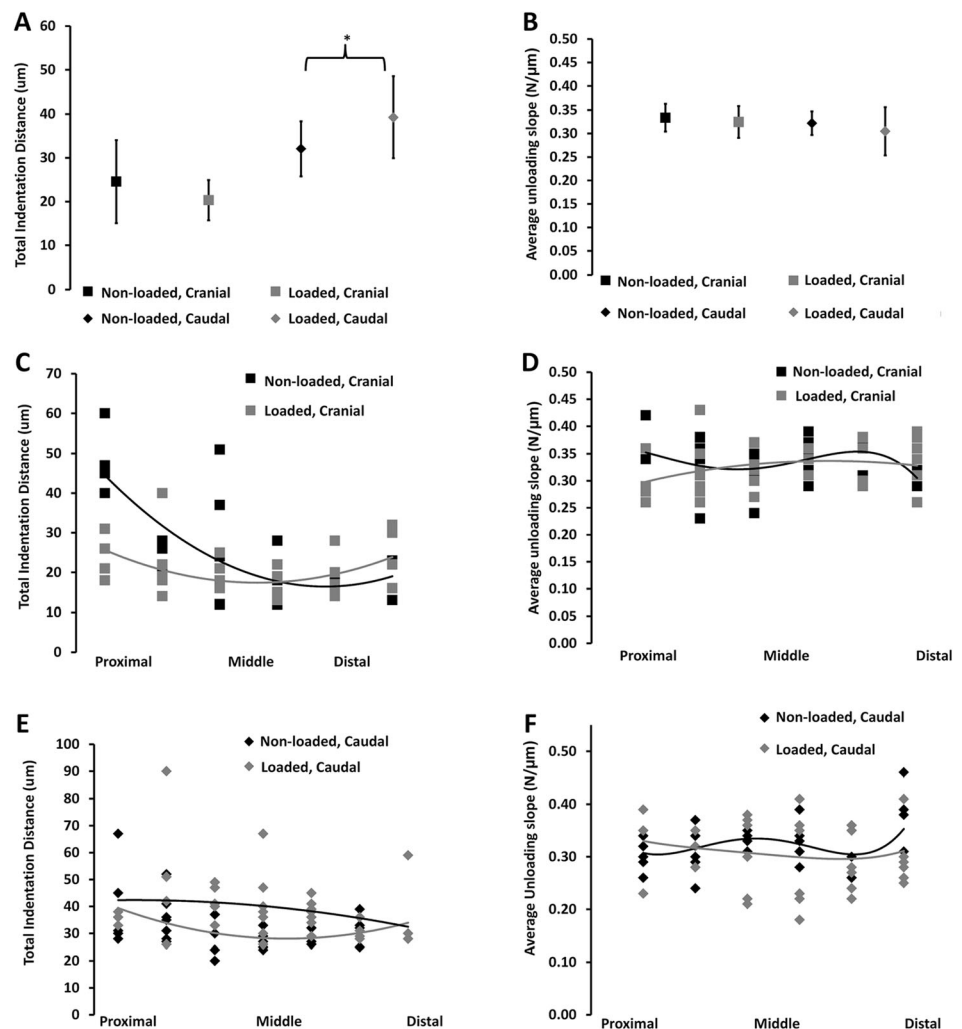 A
Total Indentation Distance (um)
60
50
40
30
20
10
0
*
Non-loaded, Cranial
Loaded, Cranial
Non-loaded, Caudal
Loaded, Caudal
B
Average unloading slope (N/μm)
0.50
0.45
0.40
0.35
0.30
0.25
0.20
0.15
0.10
0.05
0.00
Non-loaded, Cranial
Loaded, Cranial
Non-loaded, Caudal
Loaded, Caudal
C
Total Indentation Distance (um)
70
60
50
40
30
20
10
0
Non-loaded, Cranial
Loaded, Cranial
Proximal Middle Distal
D
Average unloading slope (N/μm)
0.50
0.45
0.40
0.35
0.30
0.25
0.20
0.15
0.10
0.05
0.00
Non-loaded, Cranial
Loaded, Cranial
Proximal Middle Distal
E
Total Indentation Distance (um)
100
90
80
70
60
50
40
30
20
10
0
Non-loaded, Caudal
Loaded, Caudal
Proximal Middle Distal
F
Average Unloading slope (N/μm)
0.50
0.40
0.30
0.20
0.10
0.00
Non-loaded, Caudal
Loaded, Caudal
Proximal Middle Distal